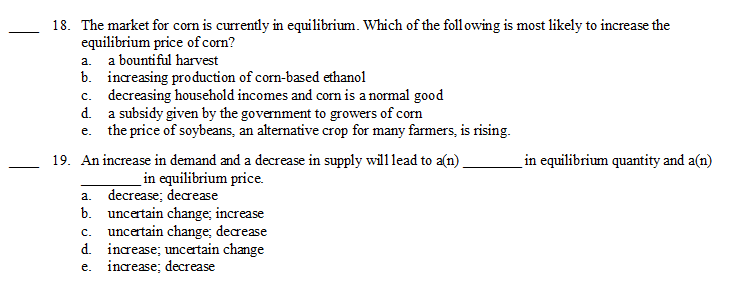 ____ 18. The market for corn is currently in equilibrium. Which of the following is most likely to increase the
equilibrium price of corn?
a. a bountiful harvest
b. increasing production of corn-based ethanol
c. decreasing household incomes and corn is a normal good
d. a subsidy given by the government to growers of corn
e. the price of soybeans, an alternative crop for many farmers, is rising.
____ 19. An increase in demand and a decrease in supply will lead to a(n) ________ in equilibrium quantity and a(n)
________ in equilibrium price.
a. decrease; decrease
b. uncertain change; increase
c. uncertain change; decrease
d. increase; uncertain change
e. increase; decrease